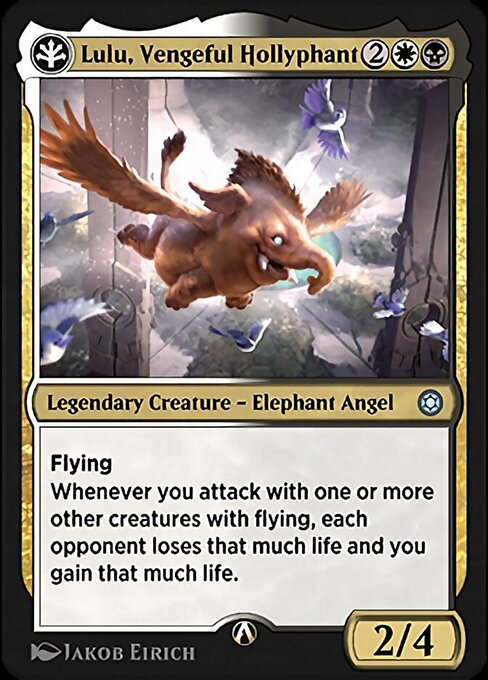 Lulu, Vengeful Hollyphant 2
Legendary Creature – Elephant Angel
Flying
Whenever you attack with one or more
other creatures with flying, each
opponent loses that much life and you
gain that much life.
2/4
Jakob Eirich